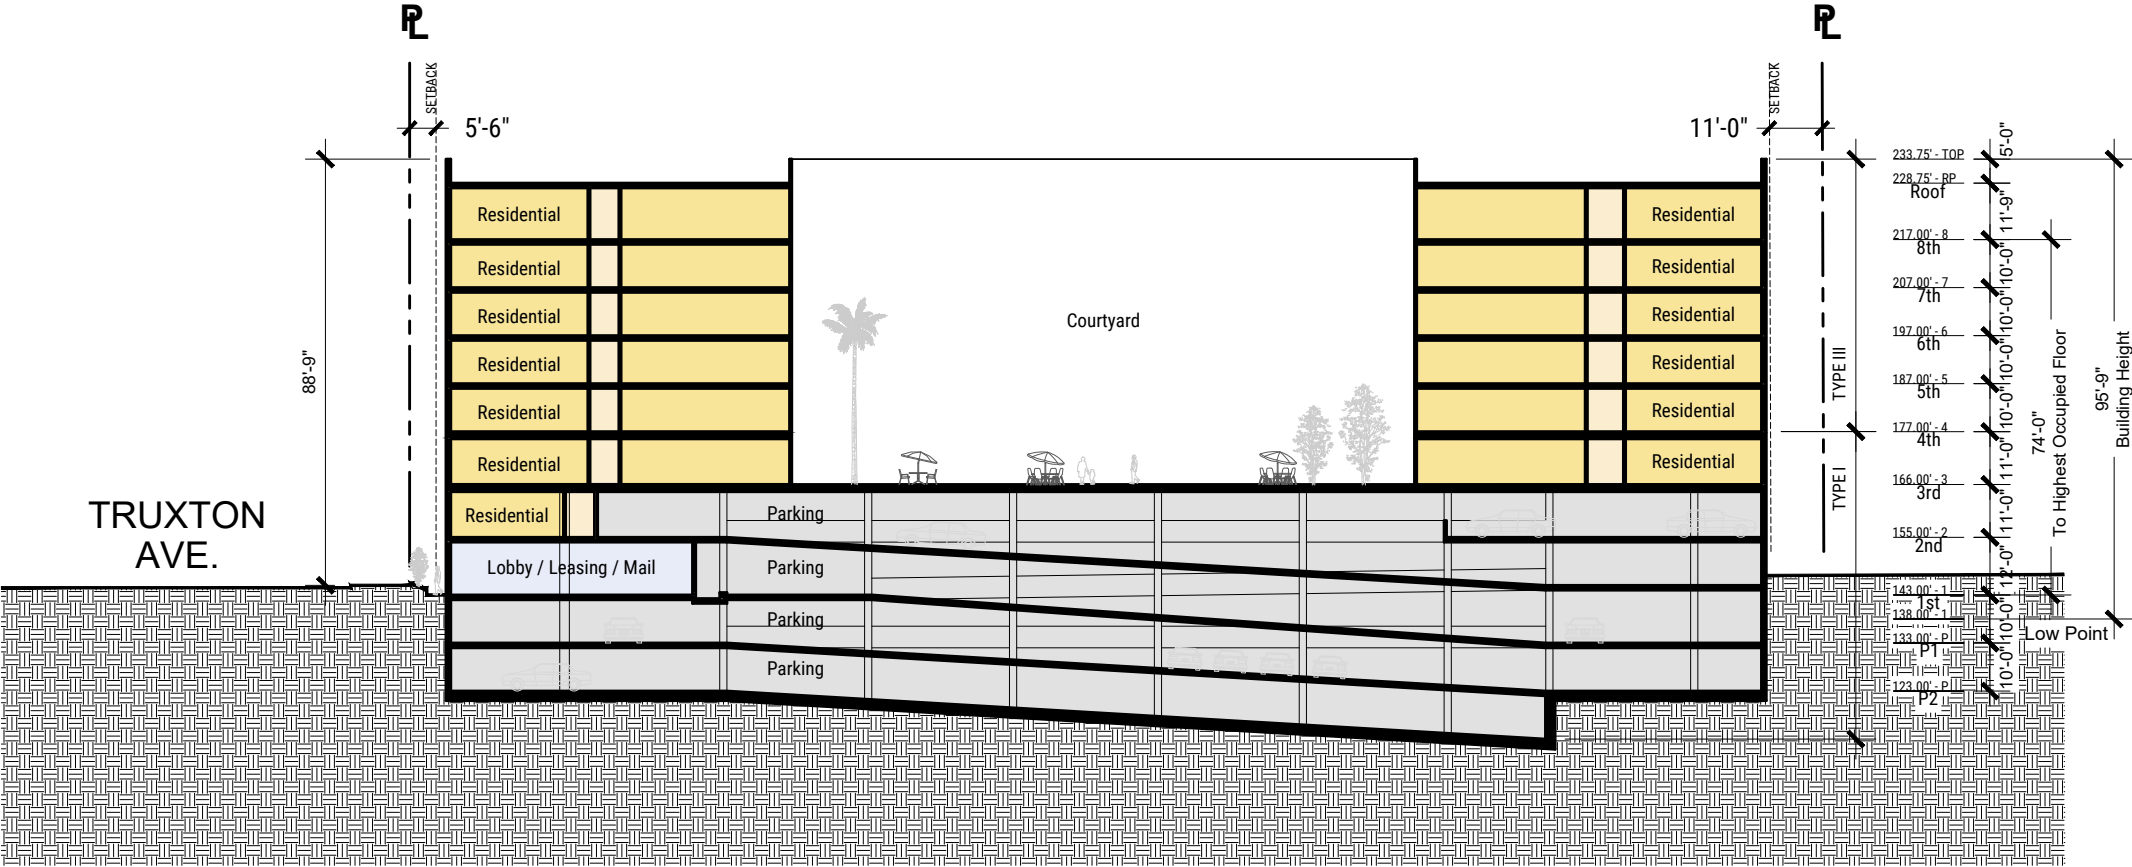 PL
PL
SETBACK
SETBACK
5'-6"
11'-0"
88'-9"
233.75' - TOP
5'-0"
228.75' - RP
Roof
11'-9"
Residential
Residential
217.00' - 8
8th
10'-0"
Residential
Residential
207.00' - 7
7th
10'-0"
Residential
Courtyard
Residential
197.00' - 6
6th
10'-0"
Residential
Residential
187.00' - 5
5th
10'-0"
Residential
Residential
177.00' - 4
4th
11'-0"
Residential
Residential
166.00' - 3
3rd
11'-0"
TYPE III
TYPE I
74'-0"
To Highest Occupied Floor
95'-9"
Building Height
TRUXTON
AVE.
Residential
Parking
155.00' - 2
2nd
12'-0"
Lobby / Leasing / Mail
Parking
143.00' - 1
1st
138.00' - 1
Low Point
10'-0"
Parking
133.00' - P
P1
10'-0"
Parking
123.00' - P
P2